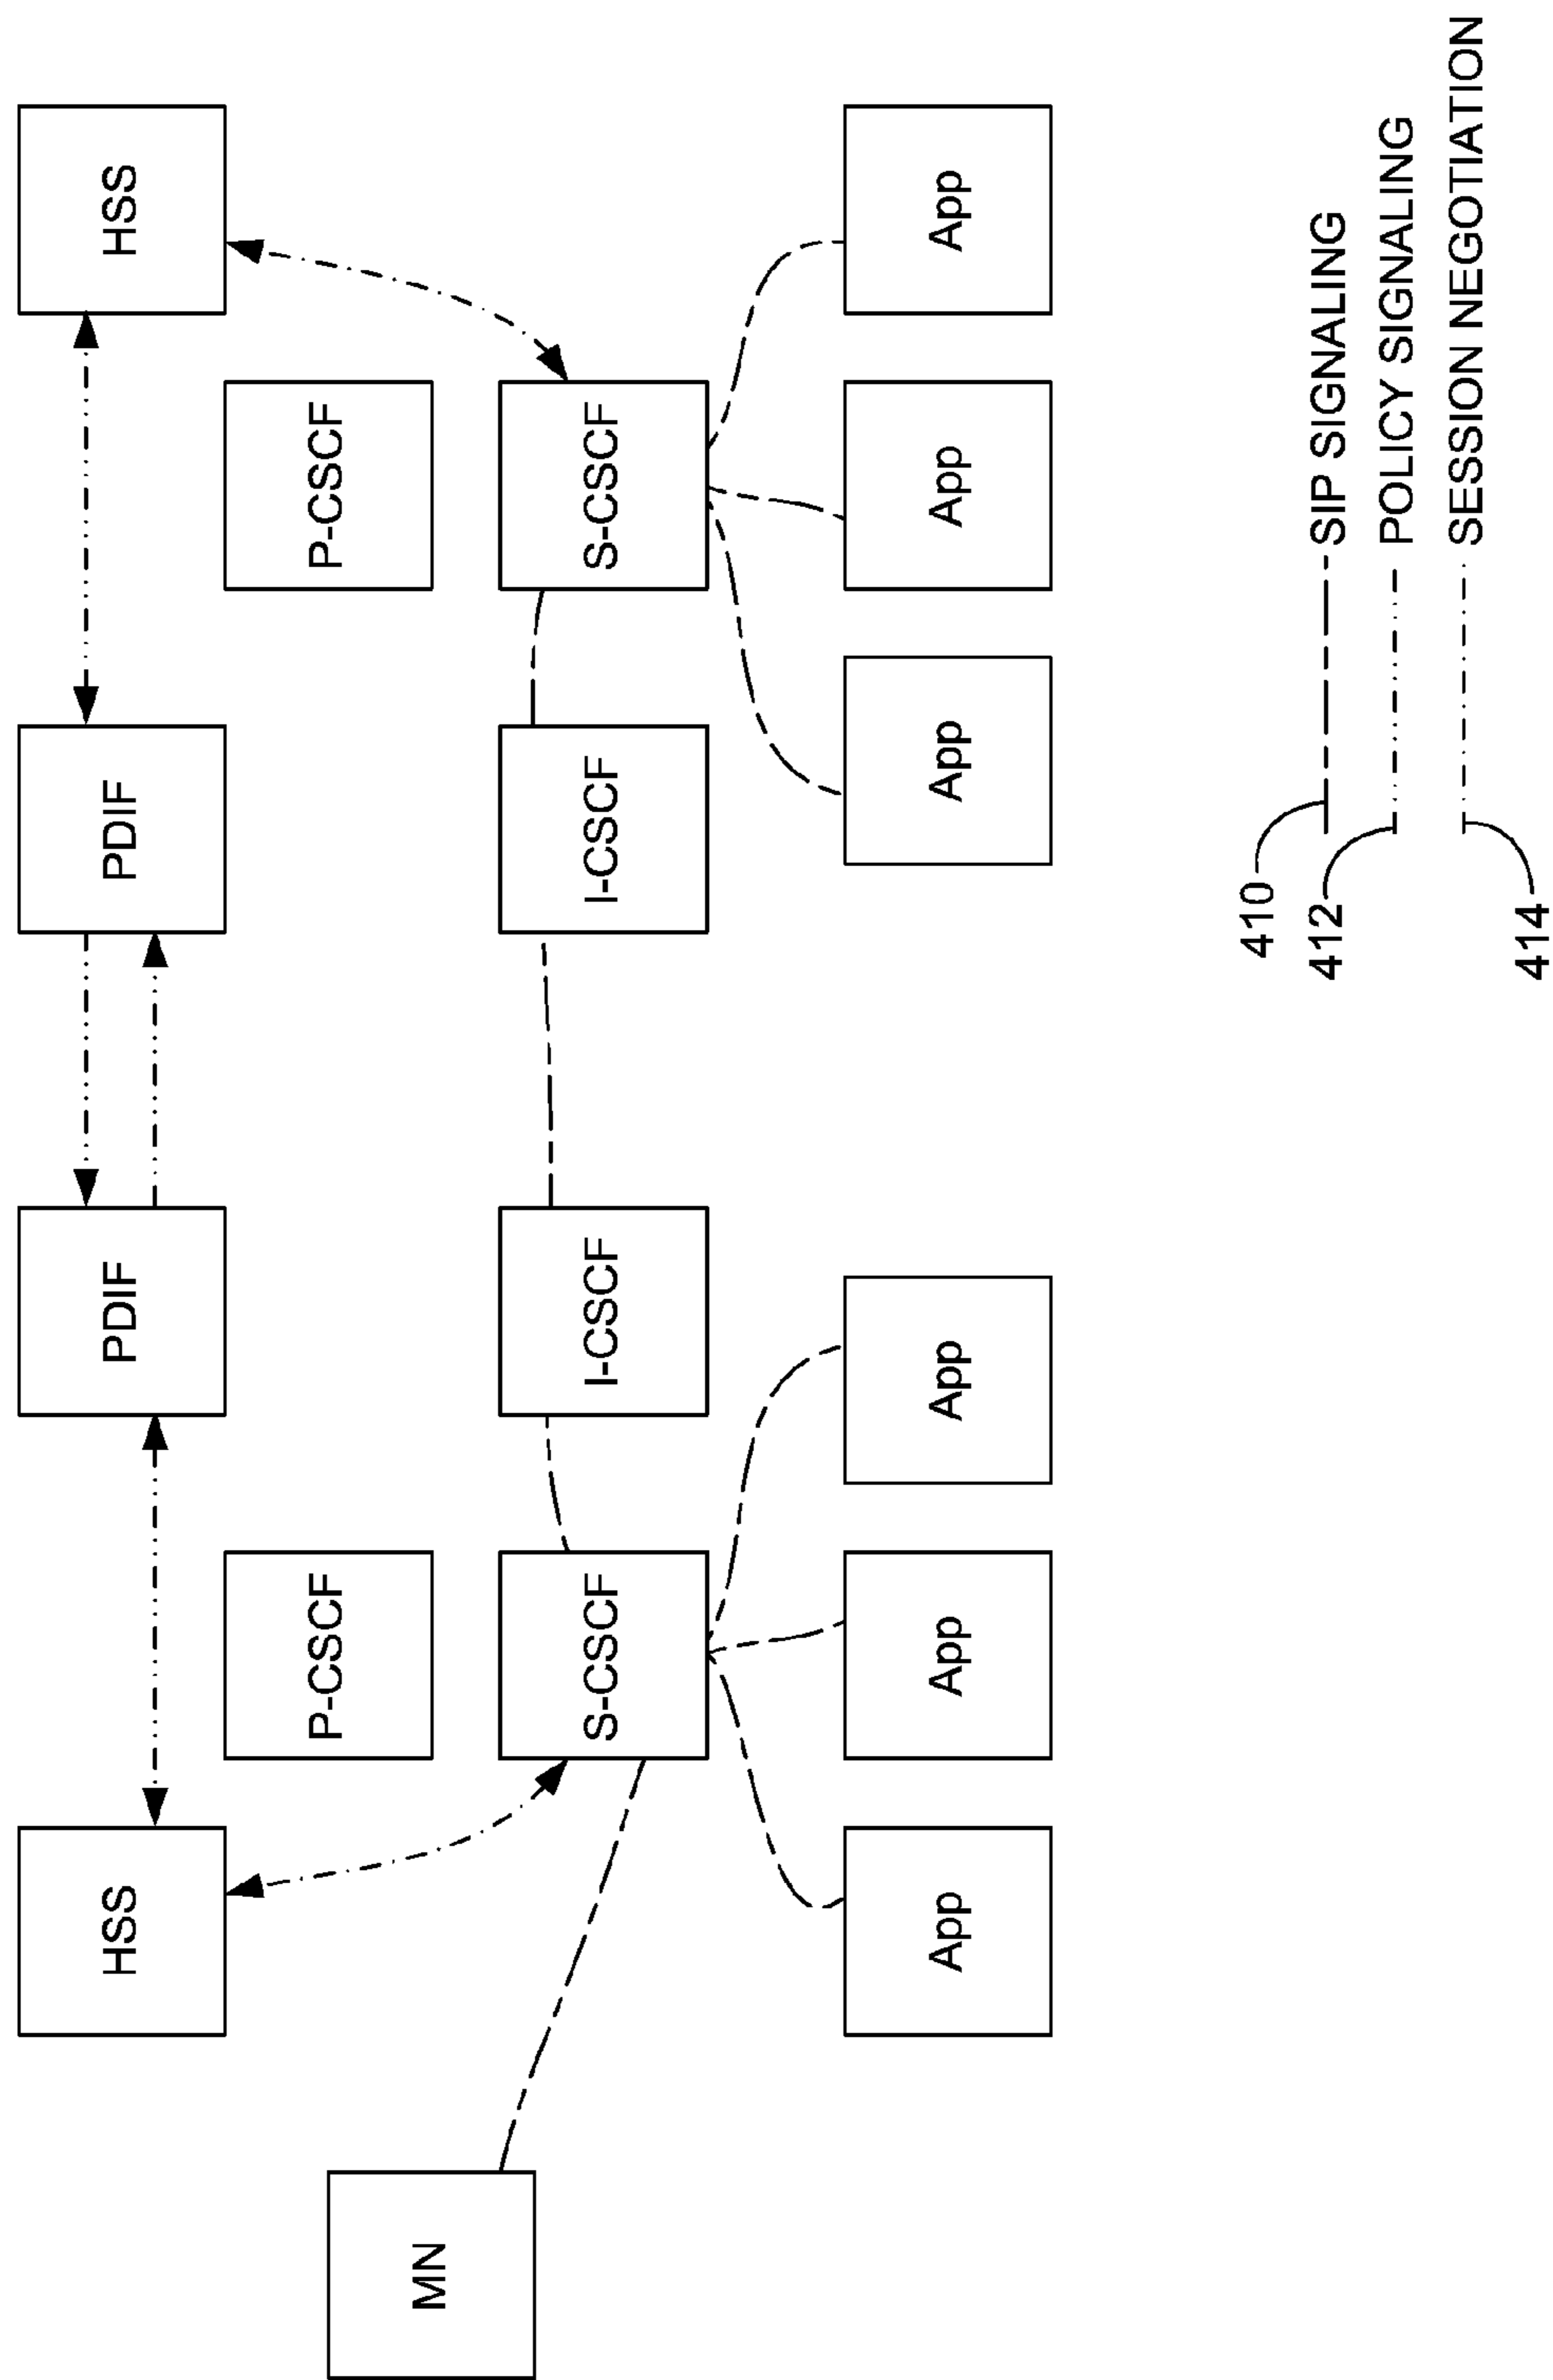 HSS
PDIF
PDIF
HSS
P-CSCF
P-CSCF
MN
S-CSCF
I-CSCF
I-CSCF
S-CSCF
App
App
App
App
App
App
410
SIP SIGNALING
412
POLICY SIGNALING
414
SESSION NEGOTIATION